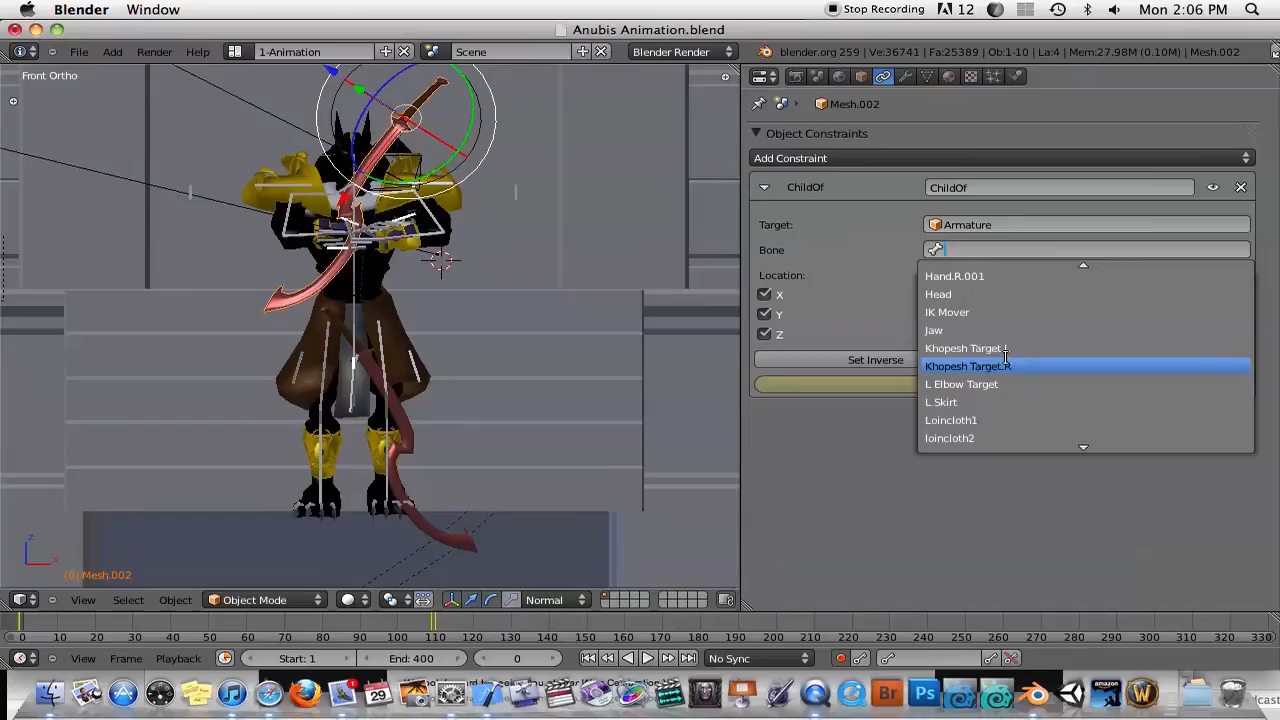 Blender Window Stop Recording 12 Mon 2:06 PM
Anubis Animation.blend
File Add Render Help 1-Animation Scene Blender Render blender.org 259 | Ve:36741 | Fa:25389 | Ob:1-10 | La:4 | Mem:27.98M (0.10M) | Mesh.002
Front Ortho
Mesh.002
Object Constraints
Add Constraint
ChildOf ChildOf
Target: Armature
Bone
Location:
X
Y
Z
Set Inverse
Hand.R.001
Head
IK Mover
Jaw
Khopesh Target.L
Khopesh Target.R
L Elbow Target
L Skirt
Loincloth1
loincloth2
z
x
(0) Mesh.002
View Select Object Object Mode Normal
0 10 20 30 40 50 60 70 80 90 100 110 120 130 140 150 160 170 180 190 200 210 220 230 240 250 260 270 280 290 300 310 320 330
View Frame Playback Start: 1 End: 400 0 No Sync
29 1 Br Ps amazon W